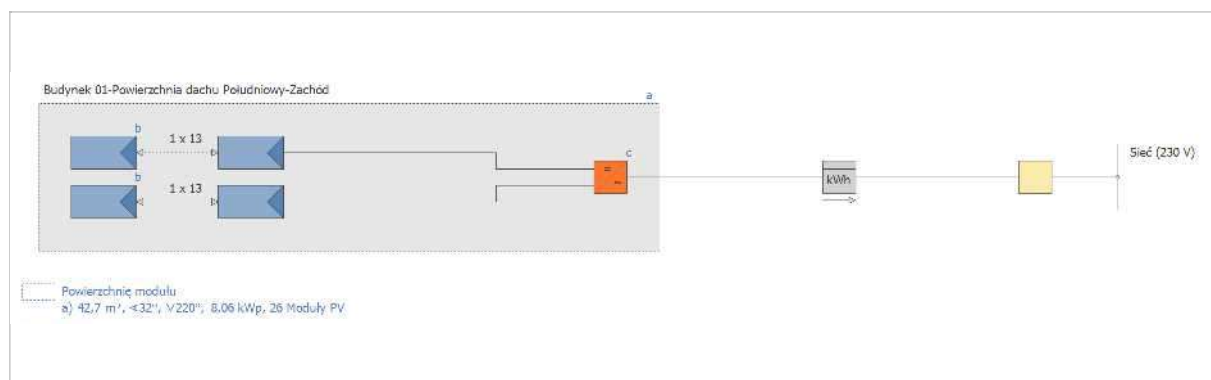 Budynek 01-Powierzchnia dachu Południowy-Zachód
a
b
1 x 13
b
1 x 13
c
=
~
kWh
Sieć (230 V)
Powierzchnię modułu
a) 42,7 m², ∢32°, ∨220°, 8,06 kWp, 26 Moduły PV